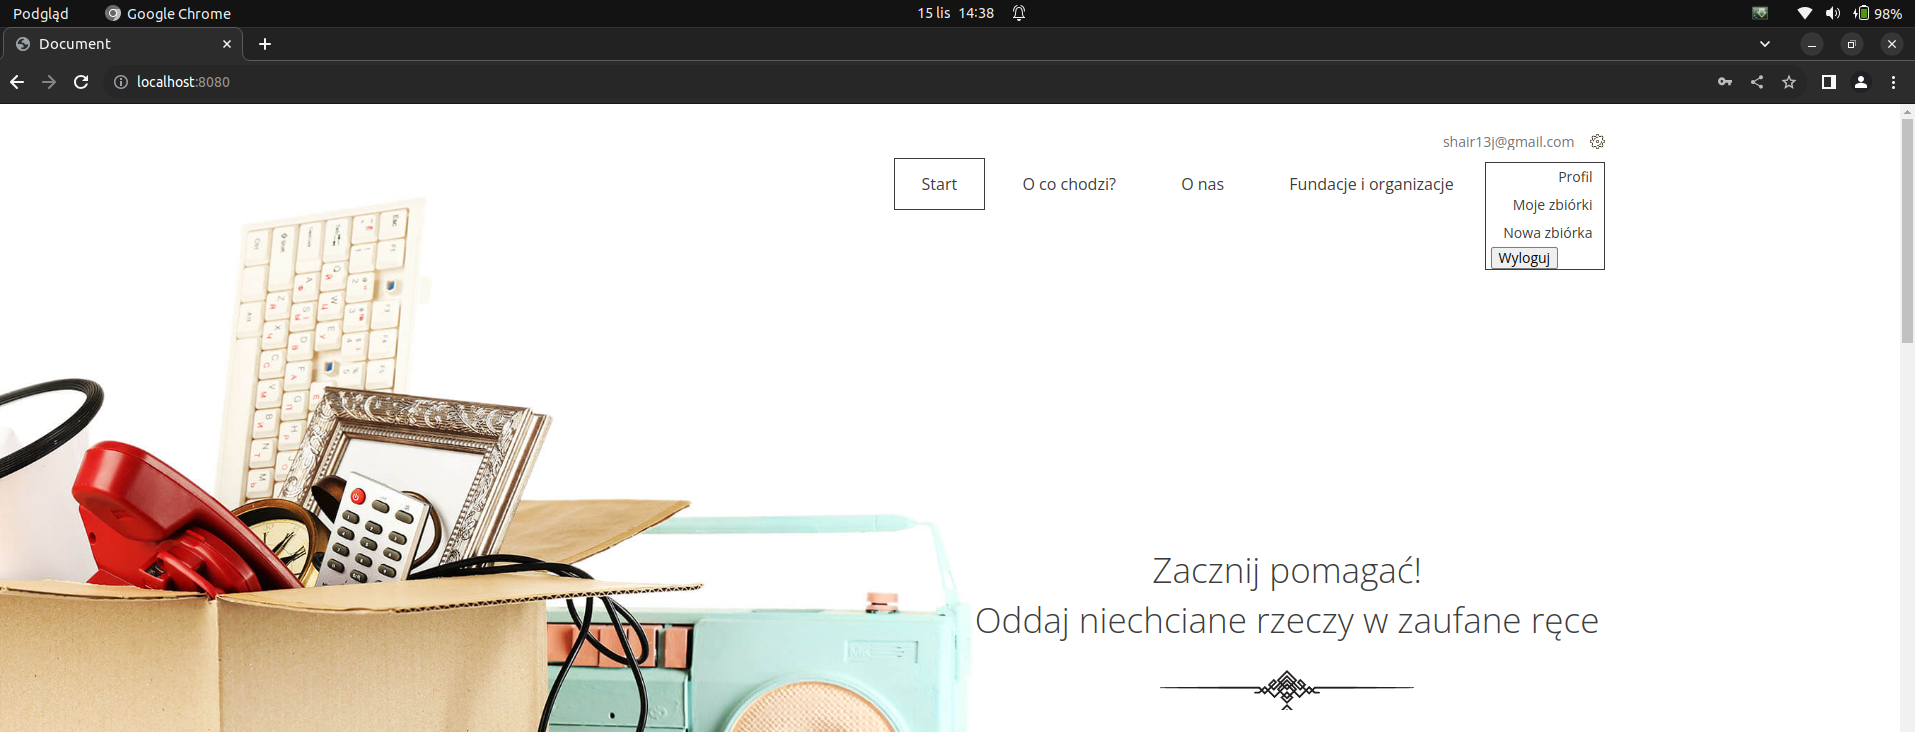 Podgląd Google Chrome 15 lis 14:38 98%
Document
localhost:8080
shair13j@gmail.com
Start O co chodzi? O nas Fundacje i organizacje
Profil
Moje zbiórki
Nowa zbiórka
Wyloguj
Zacznij pomagać!
Oddaj niechciane rzeczy w zaufane ręce